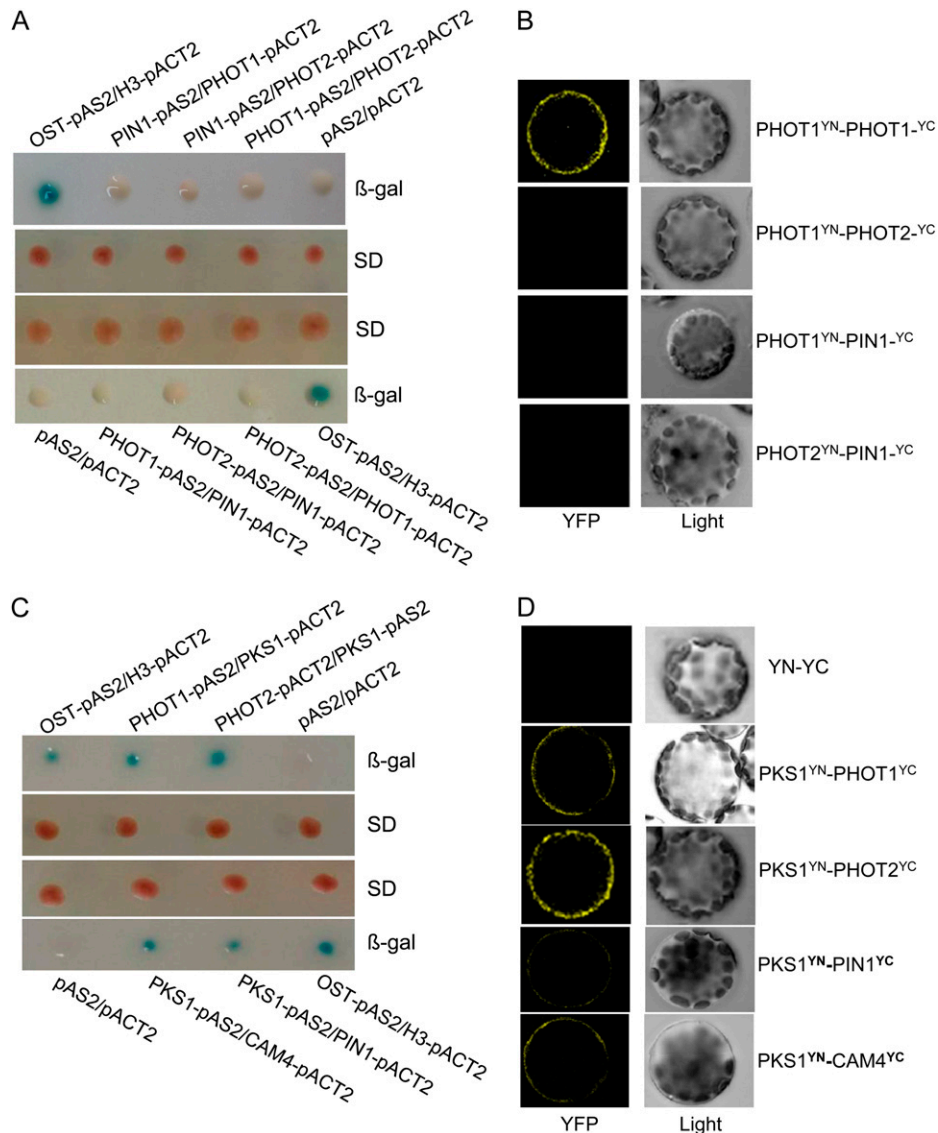 A
OST-pAS2/H3-pACT2
PIN1-pAS2/PHOT1-pACT2
PIN1-pAS2/PHOT2-pACT2
PHOT1-pAS2/PHOT2-pACT2
pAS2/pACT2
ß-gal
SD
SD
ß-gal
pAS2/pACT2
PHOT1-pAS2/PIN1-pACT2
PHOT2-pAS2/PIN1-pACT2
PHOT2-pAS2/PHOT1-pACT2
OST-pAS2/H3-pACT2
B
PHOT1YN-PHOT1-YC
PHOT1YN-PHOT2-YC
PHOT1YN-PIN1-YC
PHOT2YN-PIN1-YC
YFP
Light
C
OST-pAS2/H3-pACT2
PHOT1-pAS2/PKS1-pACT2
PHOT2-pACT2/PKS1-pAS2
pAS2/pACT2
ß-gal
SD
SD
ß-gal
pAS2/pACT2
PKS1-pAS2/CAM4-pACT2
PKS1-pAS2/PIN1-pACT2
OST-pAS2/H3-pACT2
D
YN-YC
PKS1YN-PHOT1YC
PKS1YN-PHOT2YC
PKS1YN-PIN1YC
PKS1YN-CAM4YC
YFP
Light